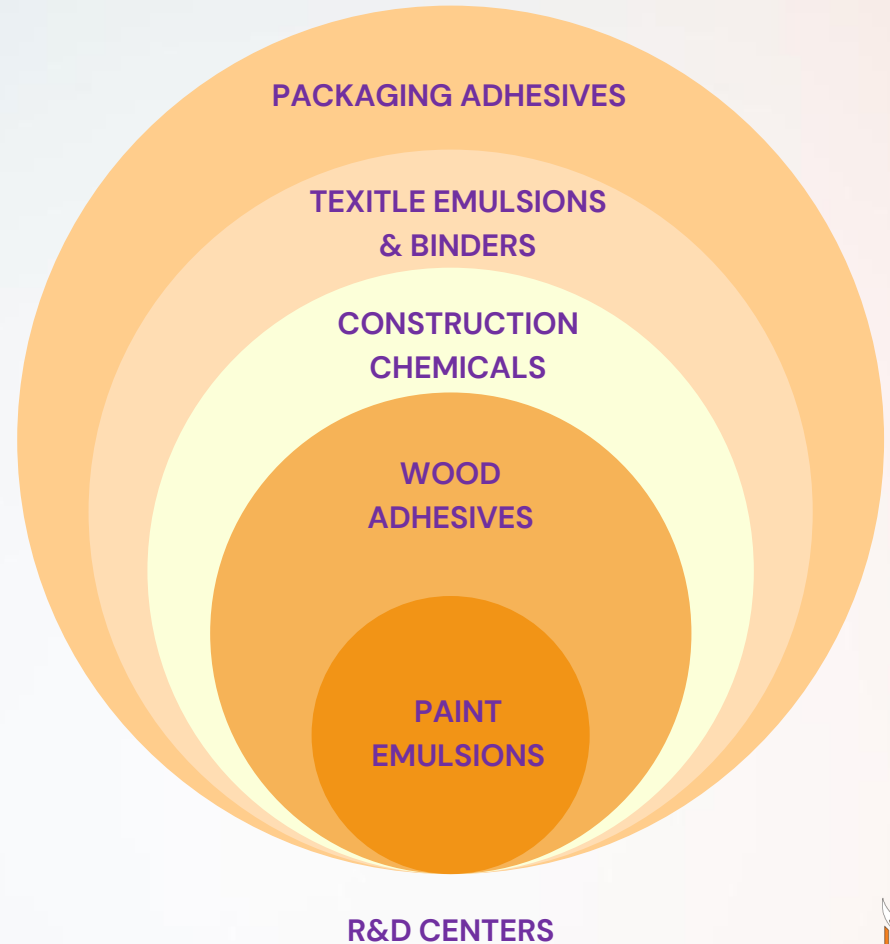 PACKAGING ADHESIVES
TEXITLE EMULSIONS
& BINDERS
CONSTRUCTION
CHEMICALS
WOOD
ADHESIVES
PAINT
EMULSIONS
R&D CENTERS